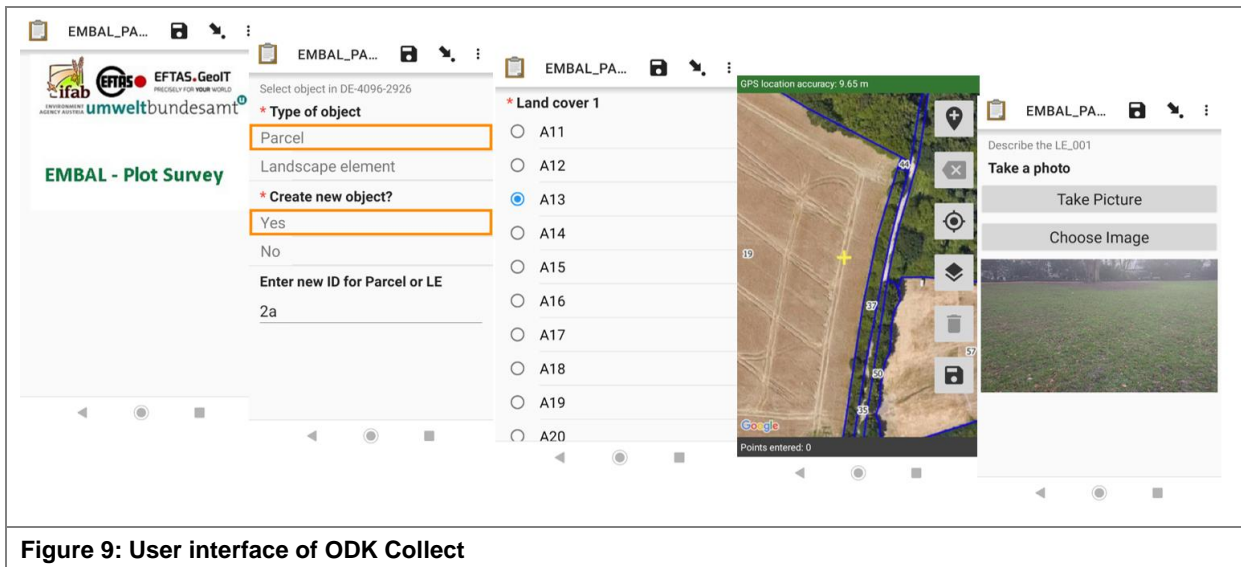 EMBAL_PA...
ifab
EFTAS
EFTAS.GeoIT
PRECISELY FOR YOUR WORLD
ENVIRONMENT
AGENCY AUSTRIA
umweltbundesamt
EMBAL - Plot Survey
EMBAL_PA...
Select object in DE-4096-2926
* Type of object
Parcel
Landscape element
* Create new object?
Yes
No
Enter new ID for Parcel or LE
2a
EMBAL_PA...
* Land cover 1
A11
A12
A13
A14
A15
A16
A17
A18
A19
A20
GPS location accuracy: 9.65 m
44
19
37
57
50
35
Google
Points entered: 0
EMBAL_PA...
Describe the LE_001
Take a photo
Take Picture
Choose Image
Figure 9: User interface of ODK Collect